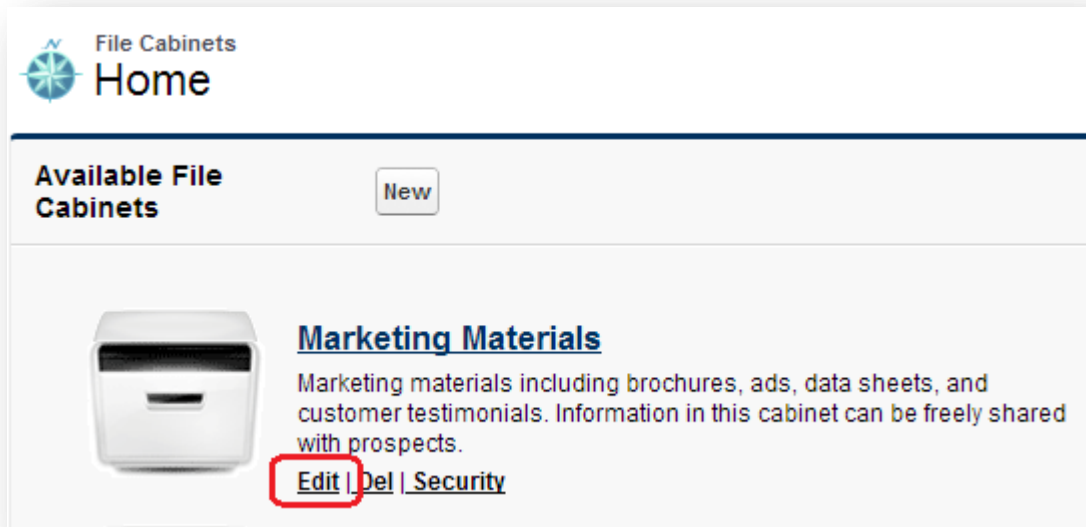 File Cabinets
Home
Available File
Cabinets
New
Marketing Materials
Marketing materials including brochures, ads, data sheets, and
customer testimonials. Information in this cabinet can be freely shared
with prospects.
Edit | Del | Security